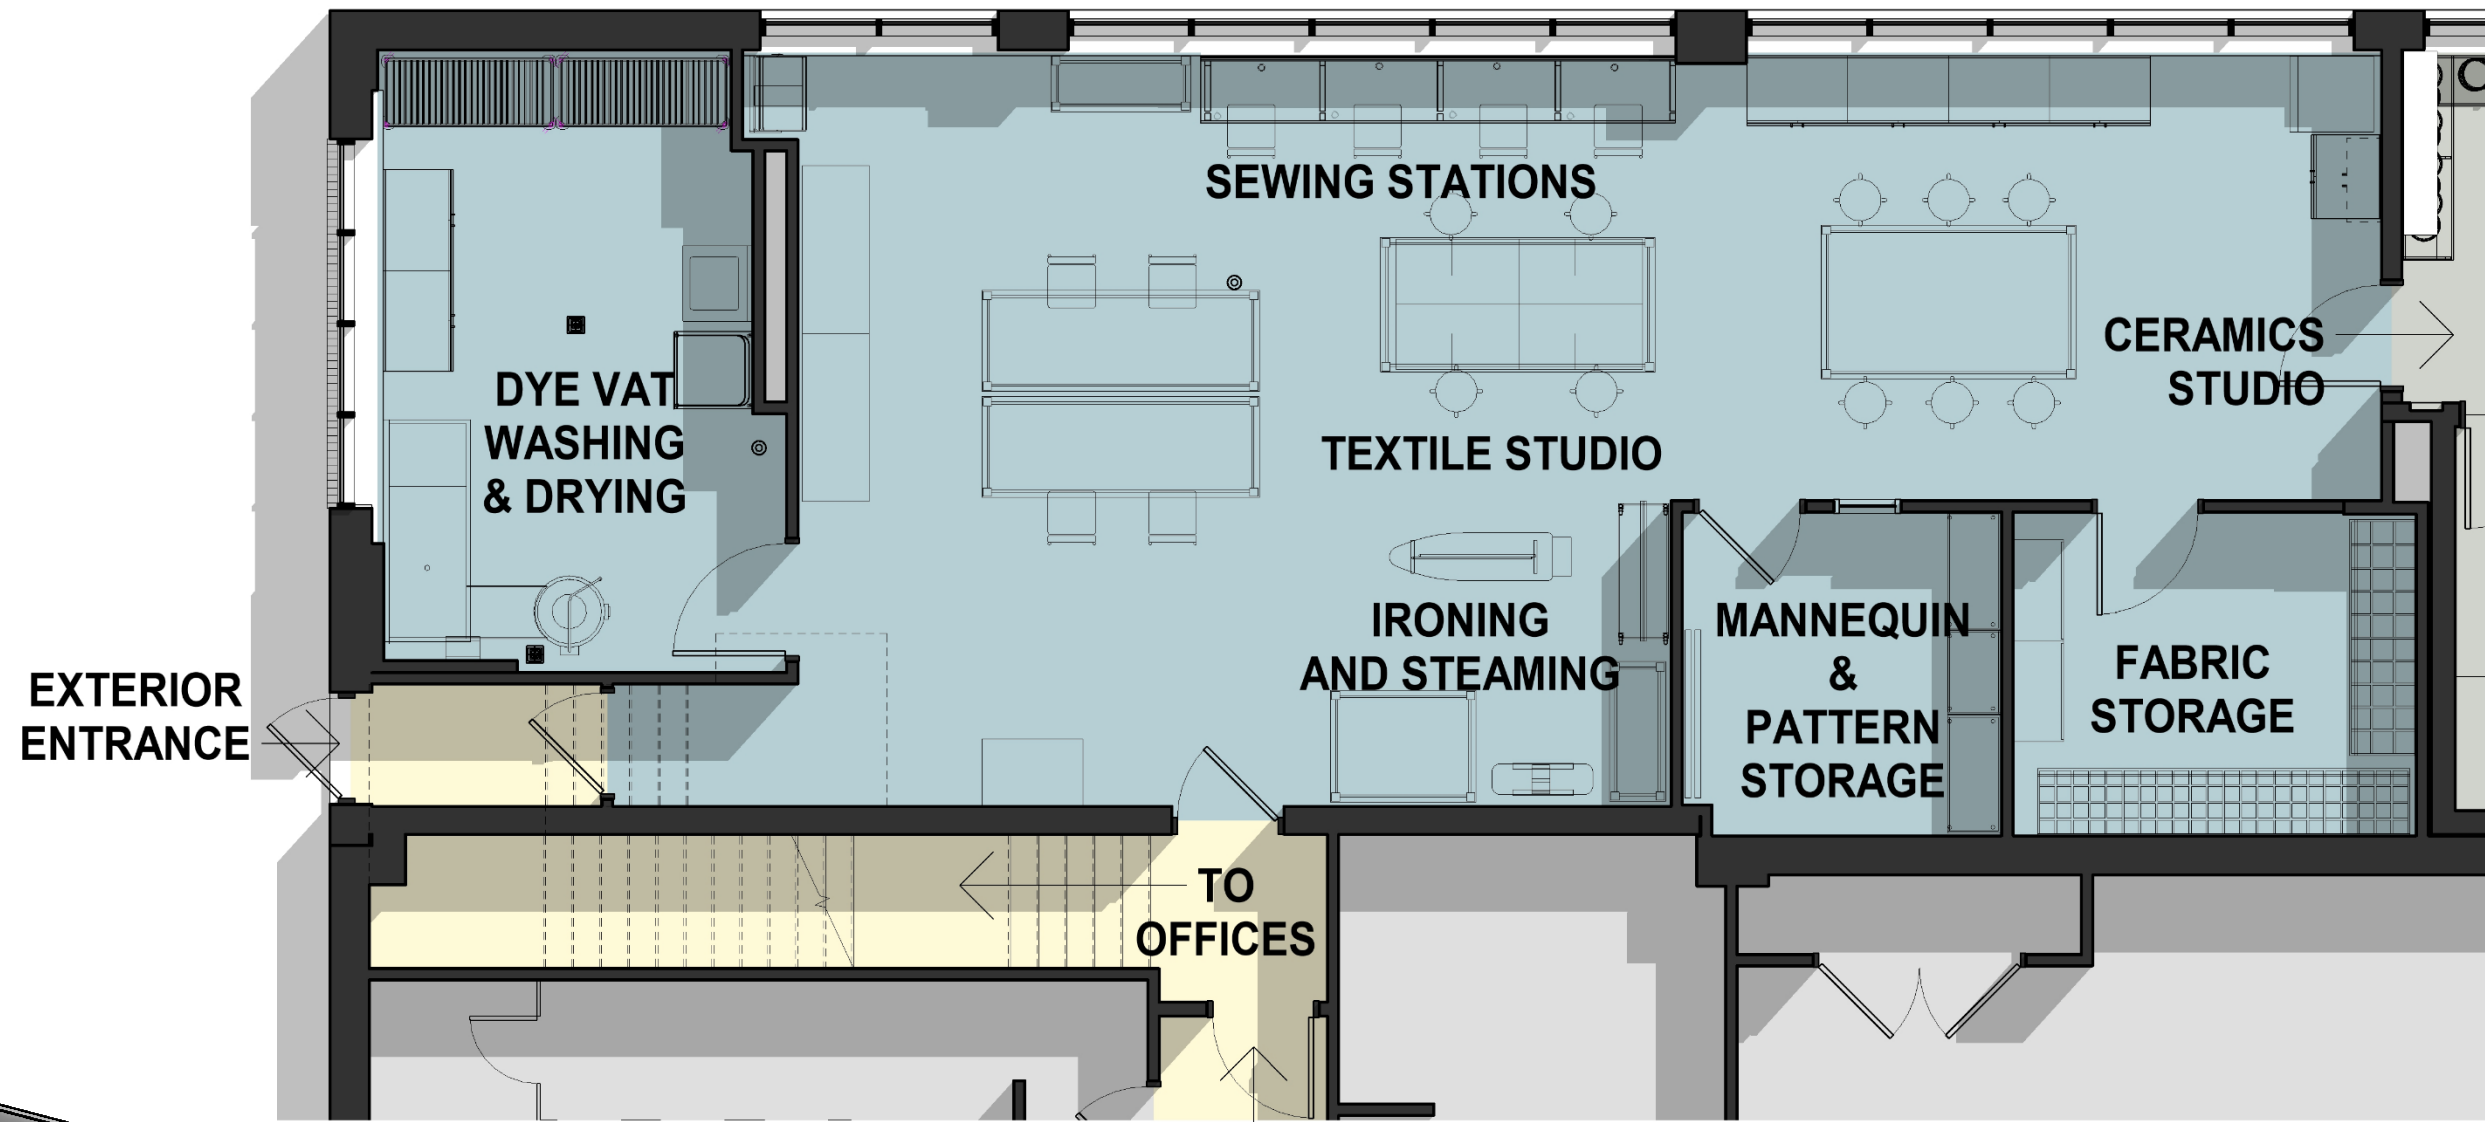 SEWING STATIONS
CERAMICS
STUDIO
DYE VAT
WASHING
& DRYING
TEXTILE STUDIO
IRONING
AND STEAMING
MANNEQUIN
&
PATTERN
STORAGE
FABRIC
STORAGE
EXTERIOR
ENTRANCE
TO
OFFICES